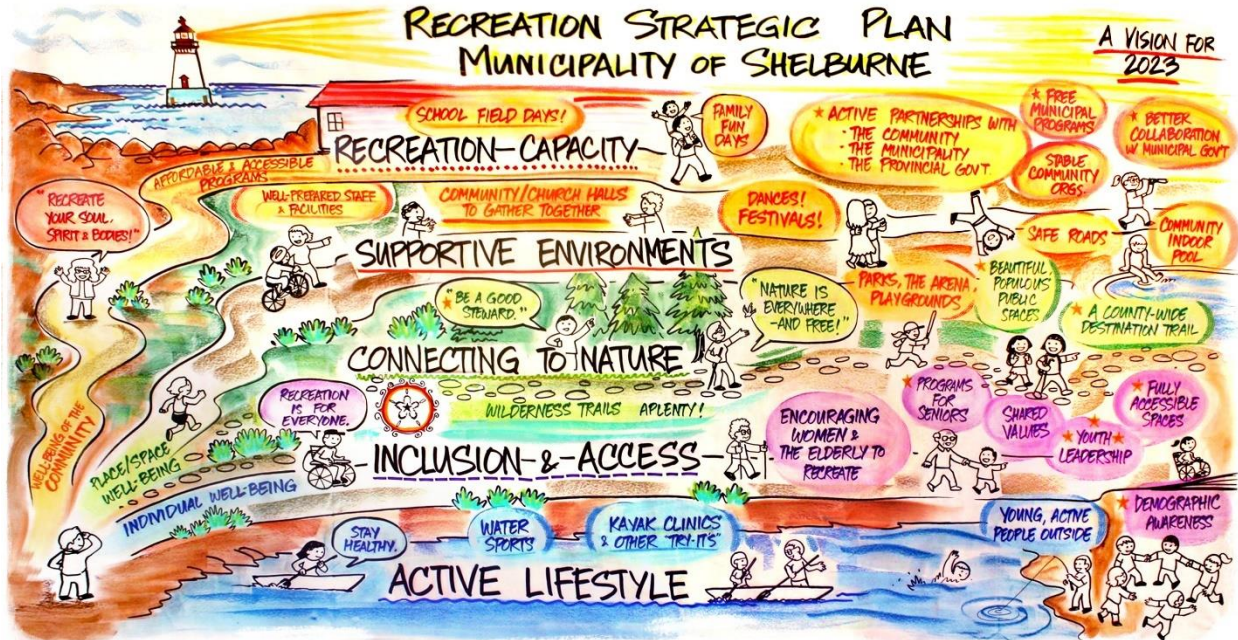 RECREATION STRATEGIC PLAN
MUNICIPALITY OF SHELBURNE
A VISION FOR
2023
SCHOOL FIELD DAYS!
FAMILY
FUN
DAYS
ACTIVE PARTNERSHIPS WITH
· THE COMMUNITY
· THE MUNICIPALITY
· THE PROVINCIAL GOV'T.
FREE
MUNICIPAL
PROGRAMS
BETTER
COLLABORATION
W/ MUNICIPAL GOV'T
RECREATION-CAPACITY
STABLE
COMMUNITY
ORGS.
AFFORDABLE & ACCESSIBLE
PROGRAMS
"RECREATE
YOUR SOUL,
SPIRIT & BODIES!"
WELL-PREPARED STAFF
& FACILITIES
COMMUNITY/CHURCH HALLS
TO GATHER TOGETHER
DANCES!
FESTIVALS!
SAFE ROADS
COMMUNITY
INDOOR
POOL
SUPPORTIVE ENVIRONMENTS
"BE A GOOD
STEWARD."
"NATURE IS
EVERYWHERE
-AND FREE!"
PARKS, THE ARENA,
PLAYGROUNDS
BEAUTIFUL,
POPULOUS
PUBLIC
SPACES
A COUNTY-WIDE
DESTINATION TRAIL
CONNECTING TO NATURE
RECREATION
IS FOR
EVERYONE.
WILDERNESS TRAILS APLENTY!
ENCOURAGING
WOMEN &
THE ELDERLY TO
RECREATE
PROGRAMS
FOR
SENIORS
SHARED
VALUES
FULLY
ACCESSIBLE
SPACES
YOUTH
LEADERSHIP
INCLUSION-&-ACCESS
WELL-BEING OF THE
COMMUNITY
PLACE/SPACE
WELL-BEING
INDIVIDUAL WELL-BEING
STAY
HEALTHY.
WATER
SPORTS
KAYAK CLINICS
& OTHER "TRY-IT'S"
YOUNG, ACTIVE
PEOPLE OUTSIDE
DEMOGRAPHIC
AWARENESS
ACTIVE LIFESTYLE